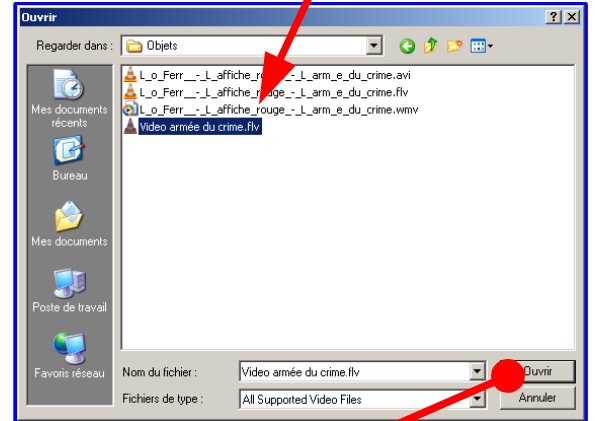 Ouvrir
Regarder dans :
Objets
Mes documents
récents
Bureau
Mes documents
Poste de travail
Favoris réseau
L_o_Ferr__-_L_affiche_rouge_-_L_arm_e_du_crime.avi
L_o_Ferr__-_L_affiche_rouge_-_L_arm_e_du_crime.flv
L_o_Ferr__-_L_affiche_rouge_-_L_arm_e_du_crime.wmv
Video armée du crime.flv
Nom du fichier :
Video armée du crime.flv
Ouvrir
Fichiers de type :
All Supported Video Files
Annuler